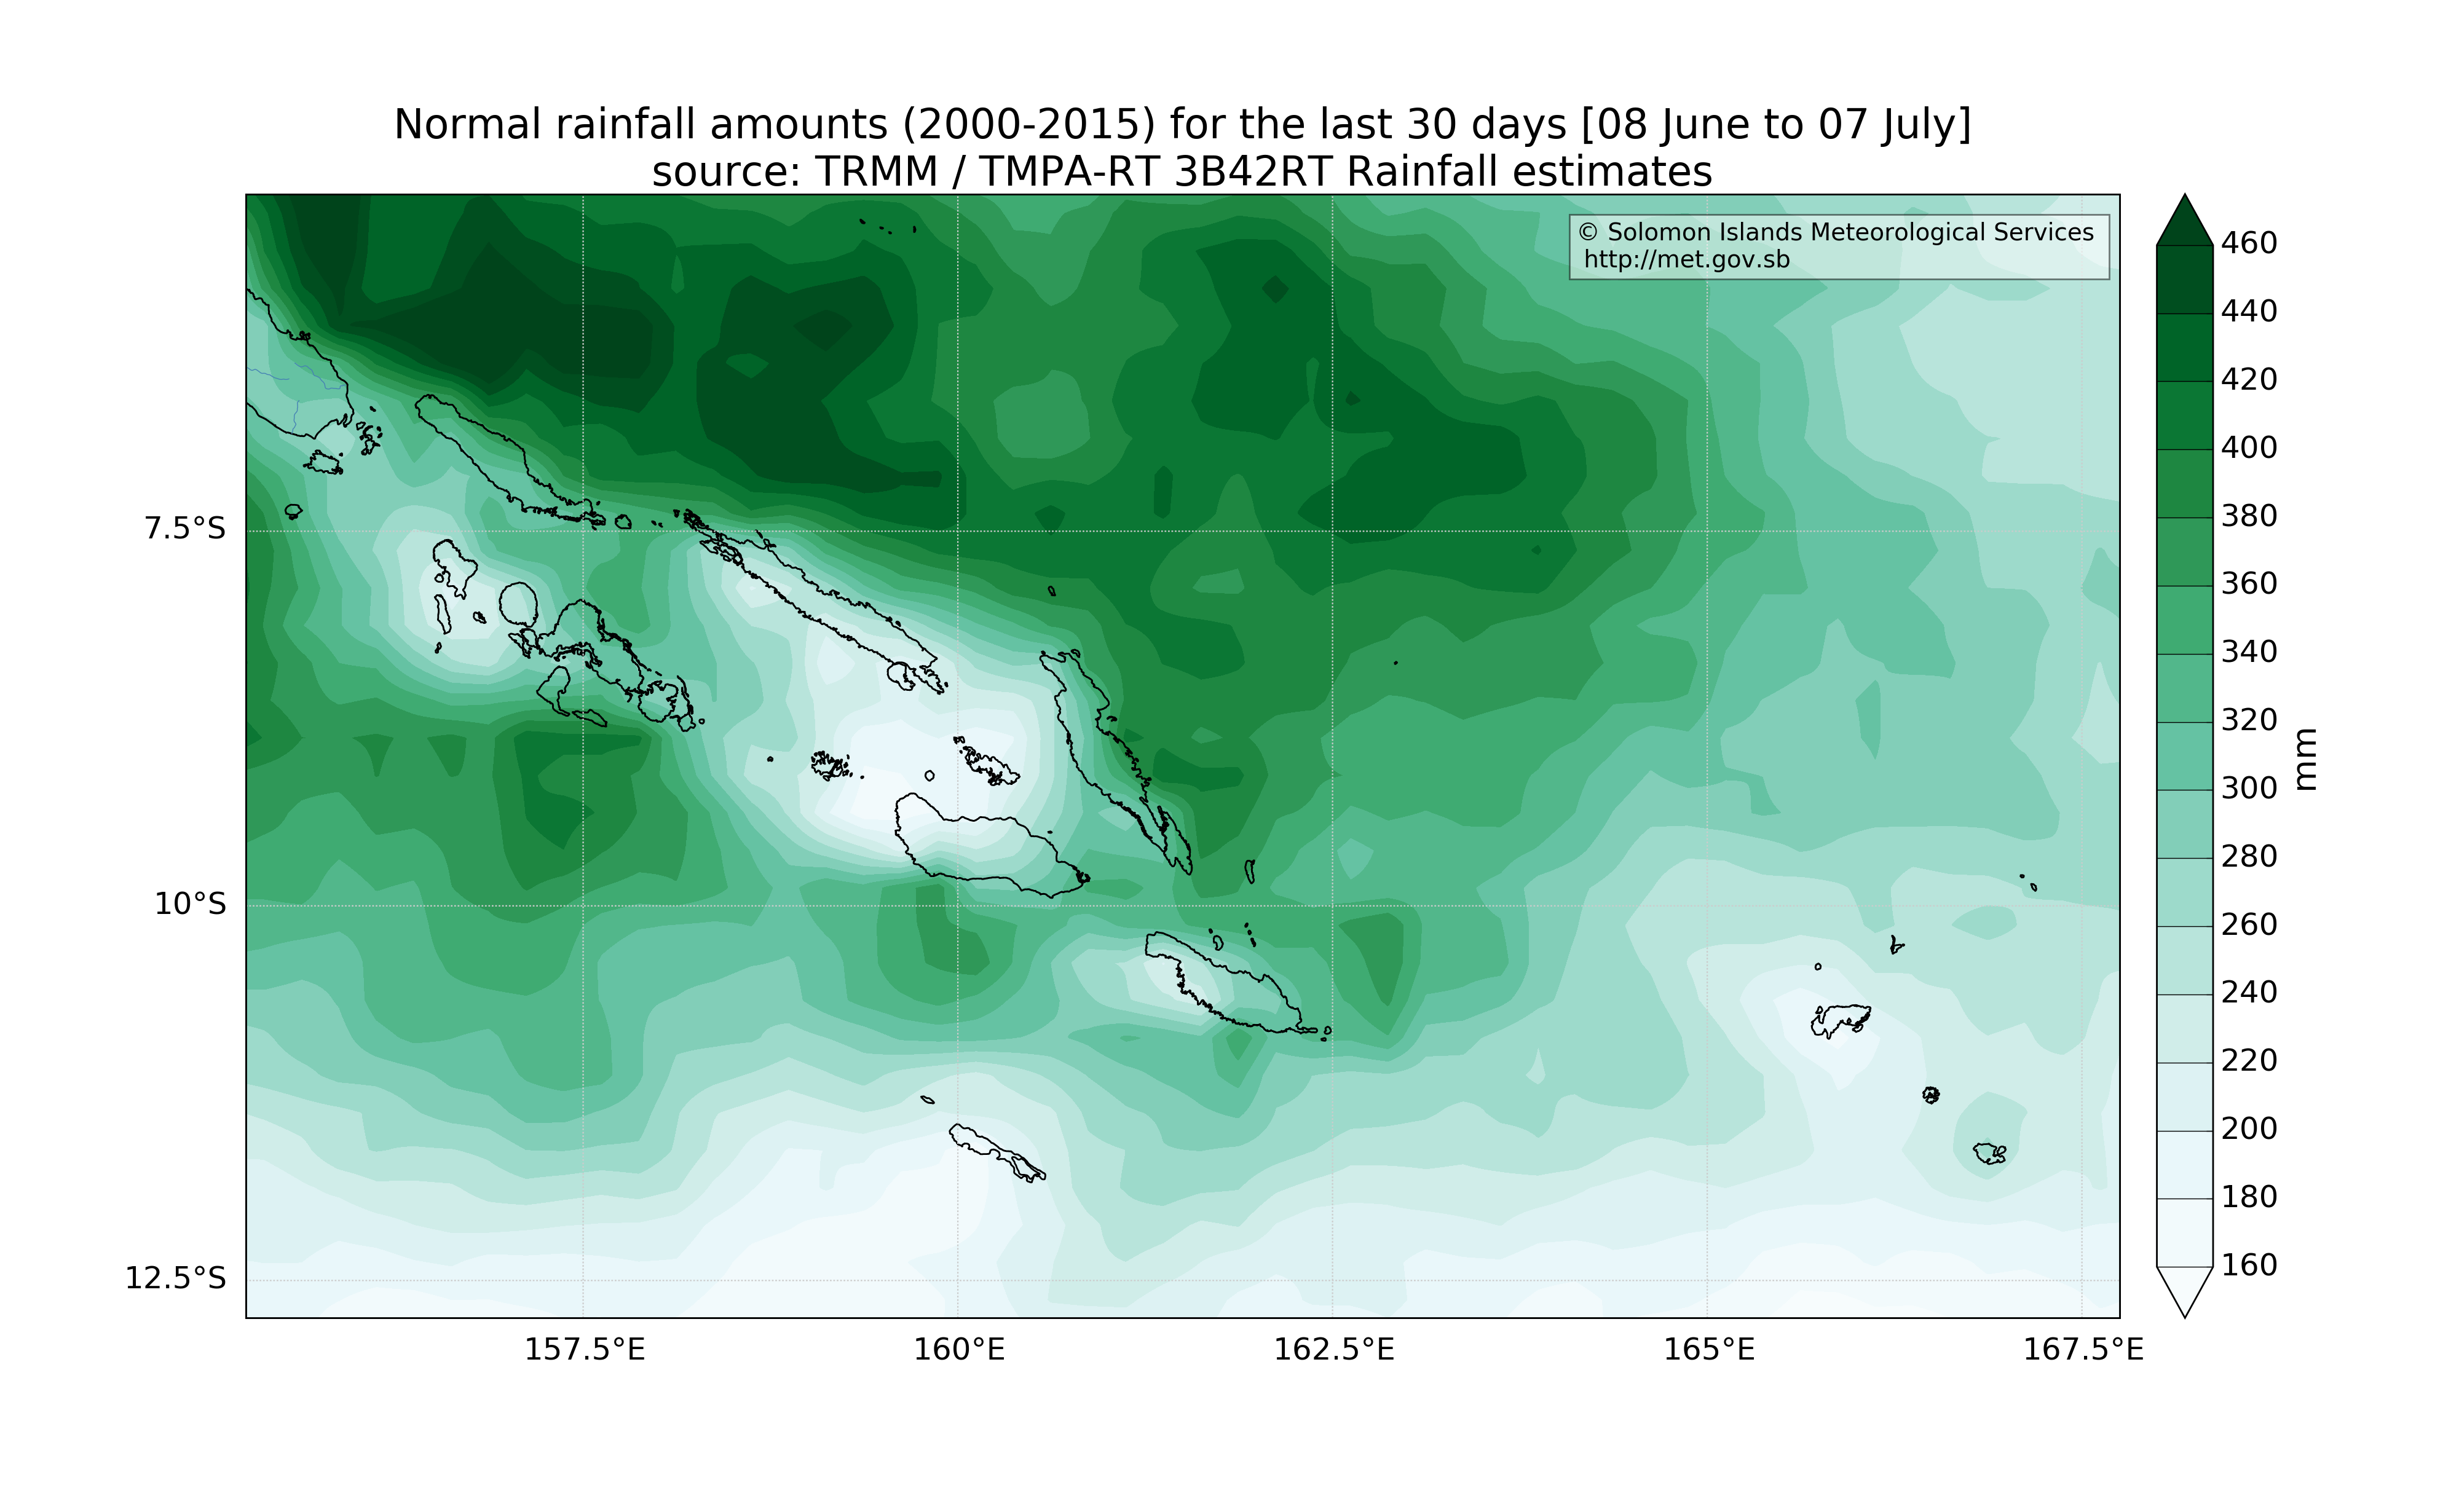 Normal rainfall amounts (2000-2015) for the last 30 days [08 June to 07 July]
source: TRMM / TMPA-RT 3B42RT Rainfall estimates
© Solomon Islands Meteorological Services
http://met.gov.sb
7.5°S
10°S
12.5°S
157.5°E
160°E
162.5°E
165°E
167.5°E
460
440
420
400
380
360
340
320
300
280
260
240
220
200
180
160
mm